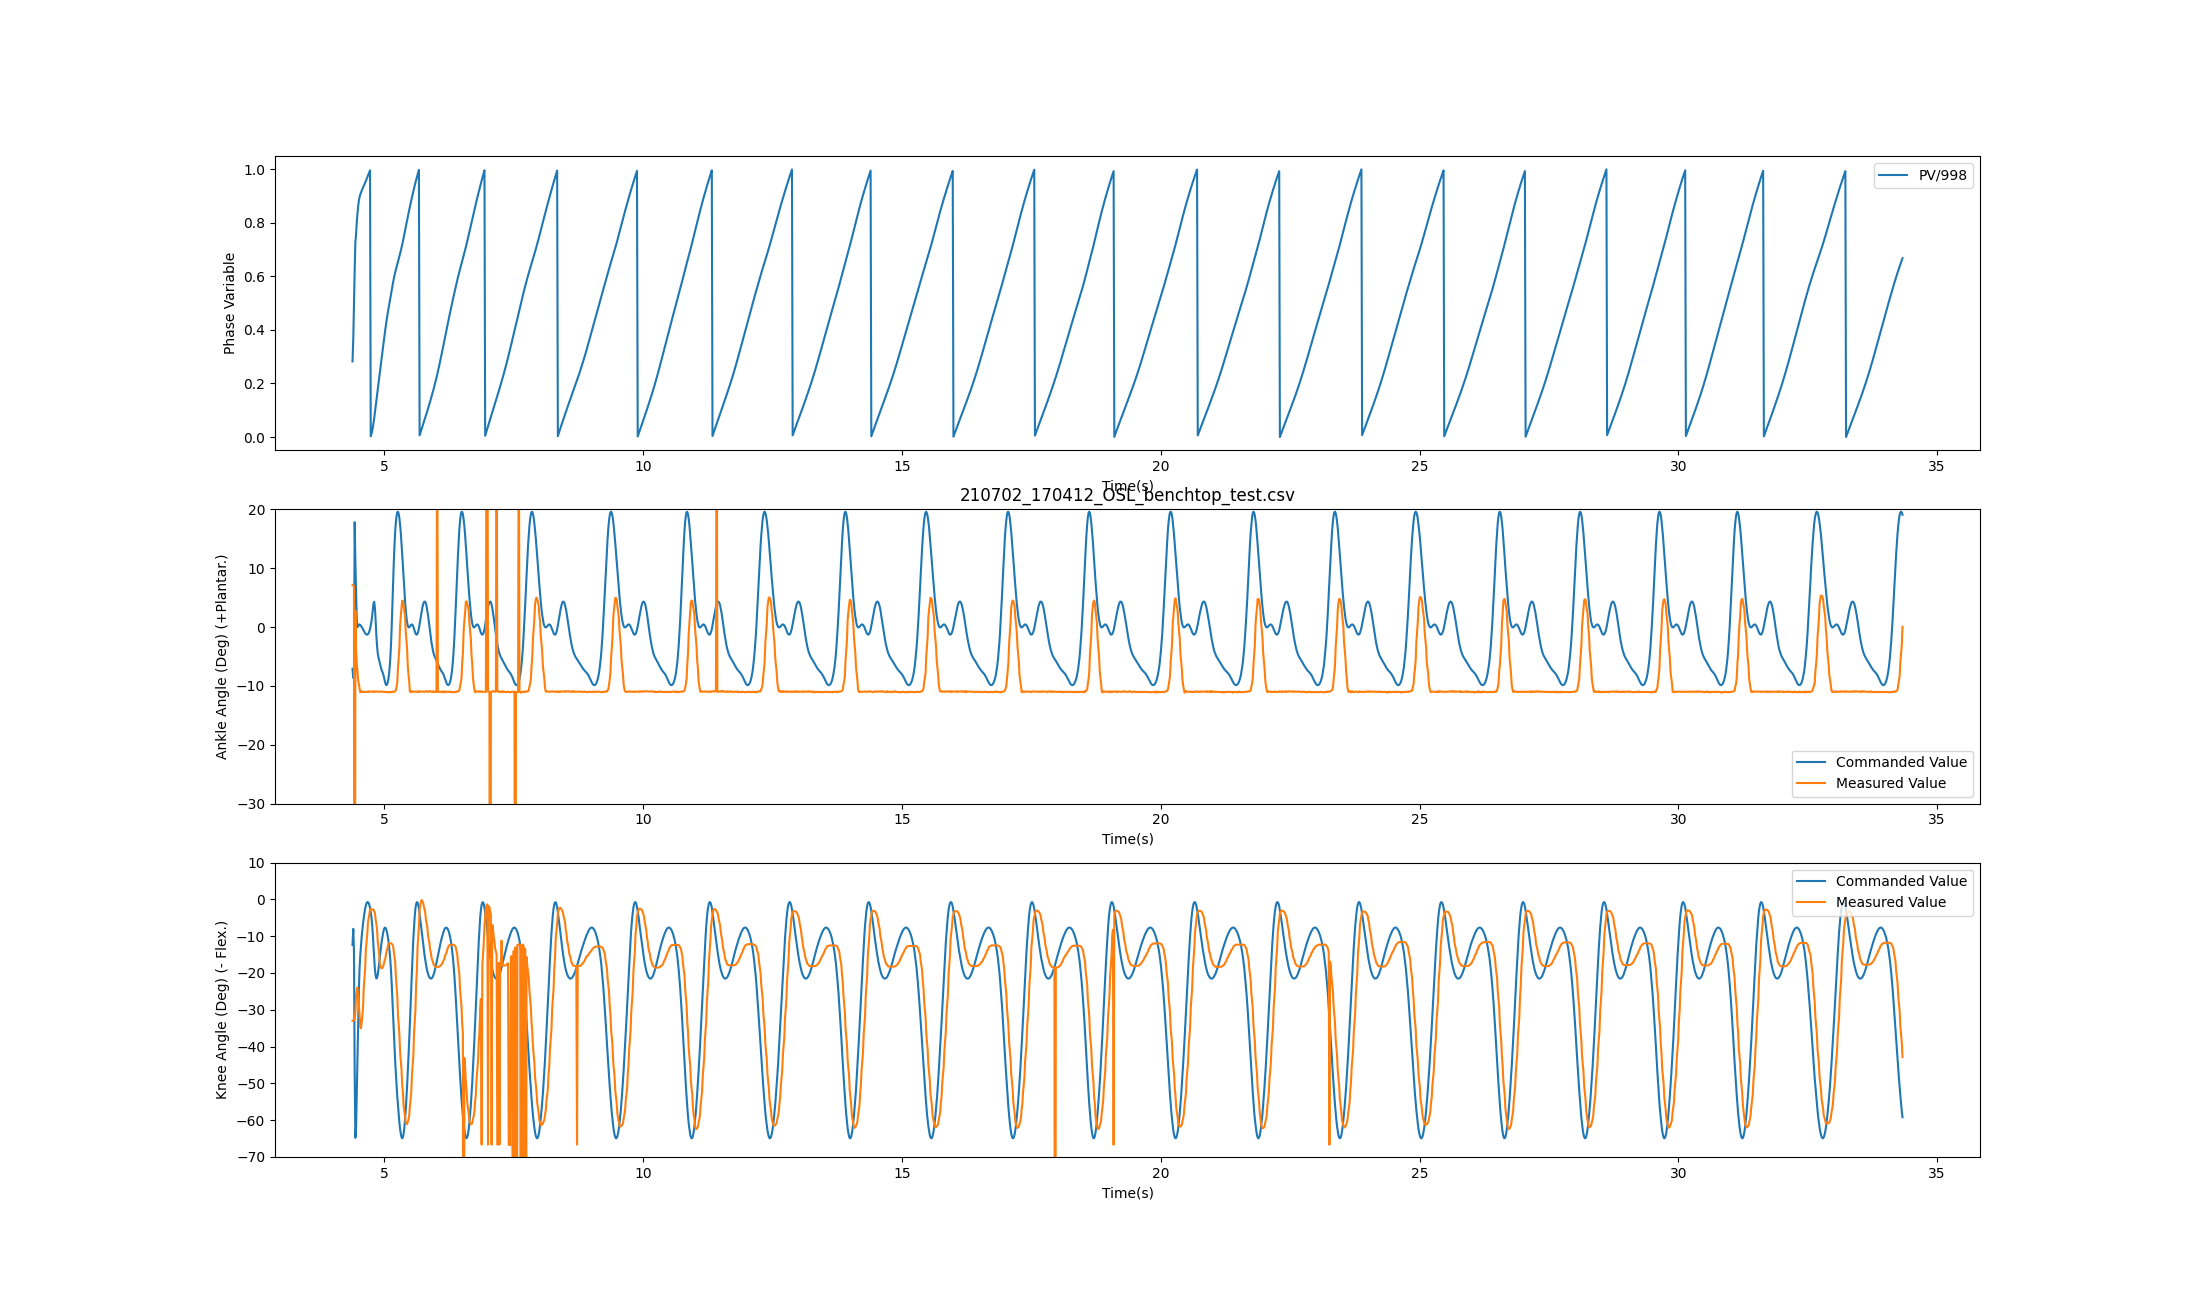 PV/998
Phase Variable
1.0
0.8
0.6
0.4
0.2
0.0
5 10 15 20 25 30 35
Time(s)
210702_170412_OSL_benchtop_test.csv
Ankle Angle (Deg) (+Plantar.)
20
10
0
−10
−20
−30
Commanded Value
Measured Value
5 10 15 20 25 30 35
Time(s)
Knee Angle (Deg) (- Flex.)
10
0
−10
−20
−30
−40
−50
−60
−70
Commanded Value
Measured Value
5 10 15 20 25 30 35
Time(s)